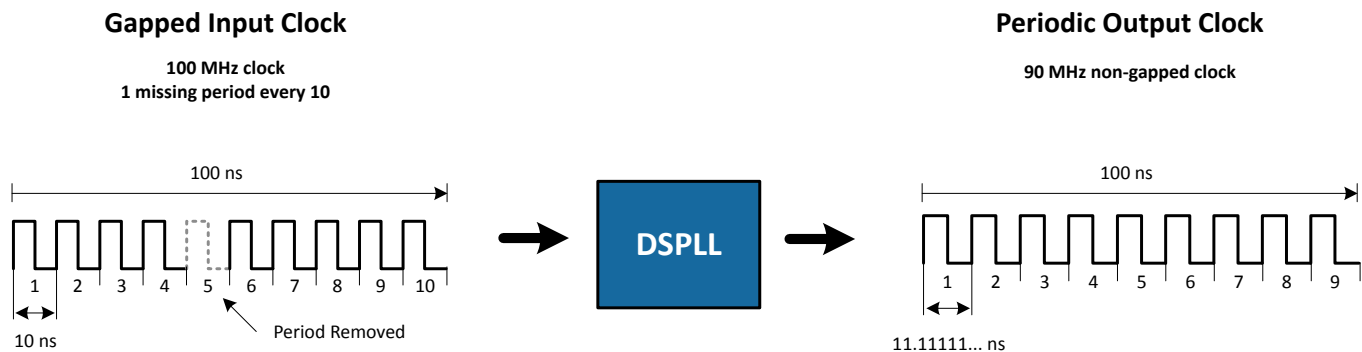 Gapped Input Clock
100 MHz clock
1 missing period every 10
100 ns
1 2 3 4 5 6 7 8 9 10
10 ns
Period Removed
DSPLL
Periodic Output Clock
90 MHz non-gapped clock
100 ns
1 2 3 4 5 6 7 8 9
11.11111... ns